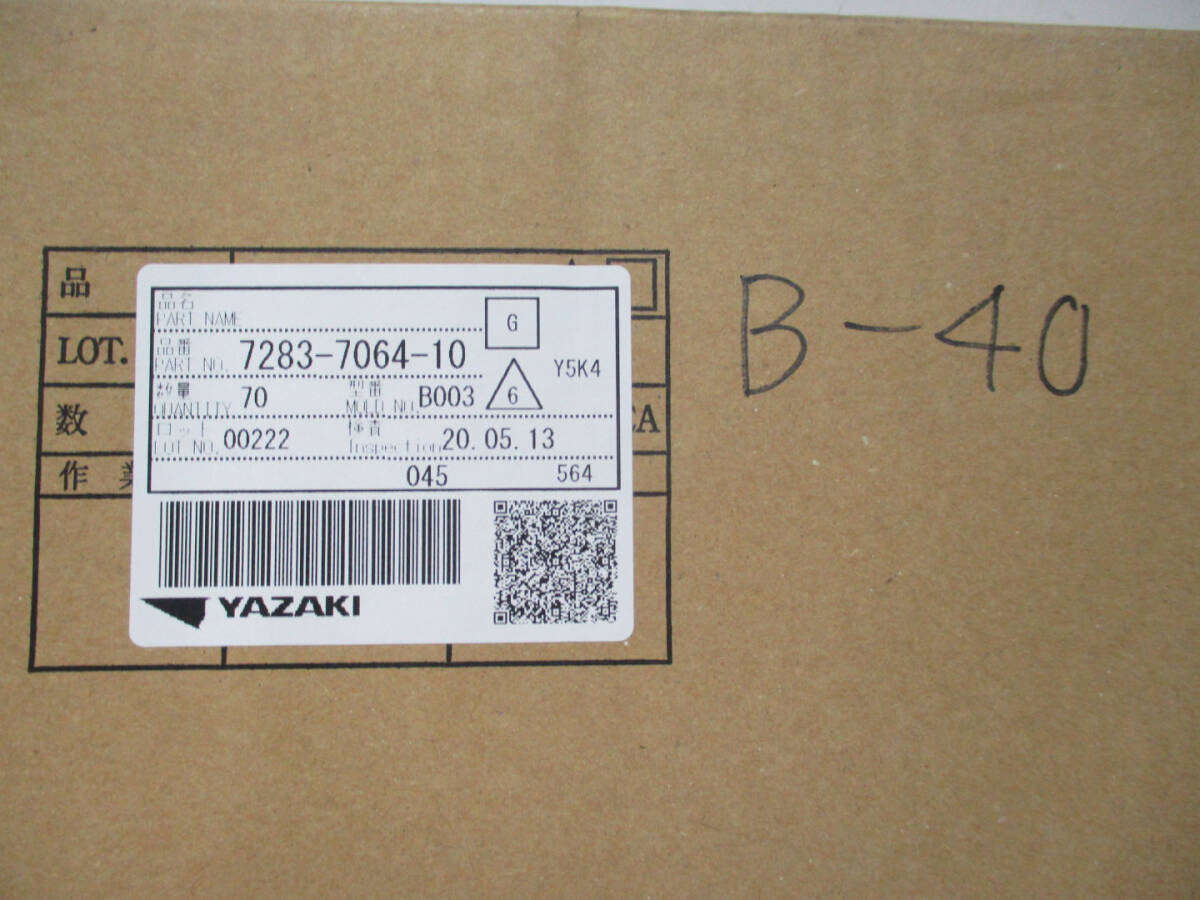 品
LOT.
数
CA
作業
品名
PART NAME
G
品番
PART NO. 7283-7064-10
6
Y5K4
数量
QUANTITY 70
型番
MOLD NO. B003
ロット
LOT NO. 00222
検査
Inspection 20.05.13
045 564
YAZAKI
B-40